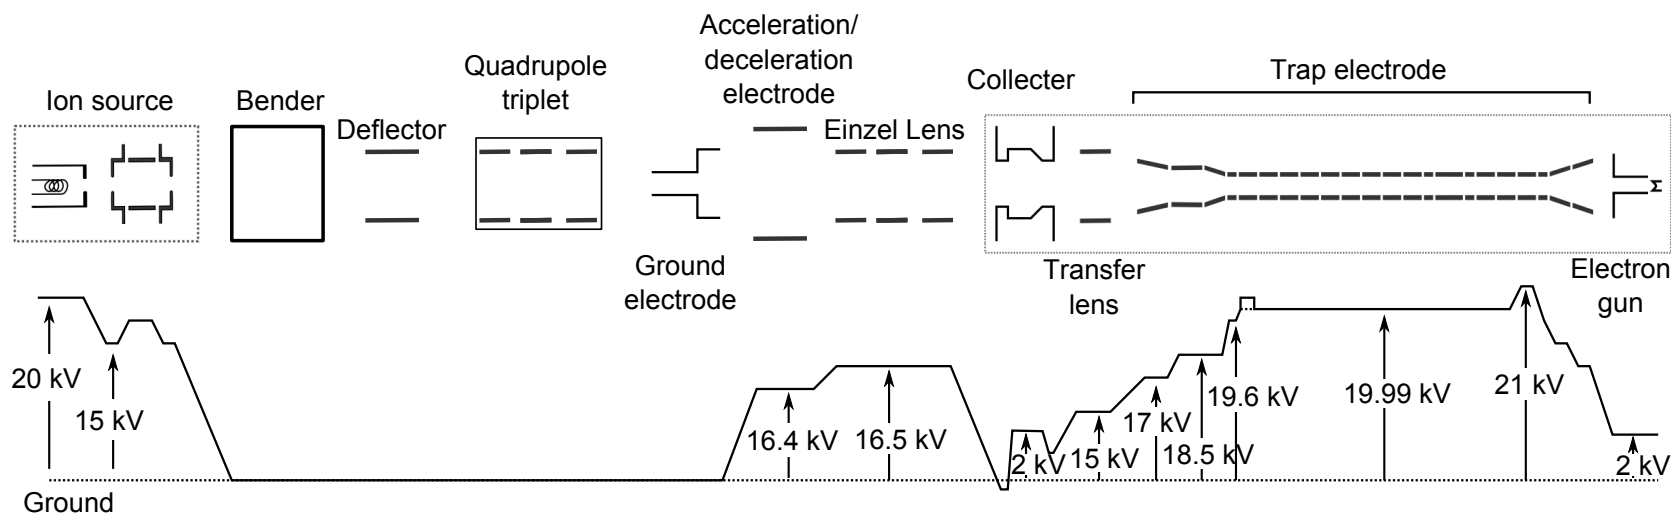 Acceleration/
deceleration
electrode
Quadrupole
triplet
Collecter
Trap electrode
Ion source
Bender
Deflector
Einzel Lens
Ground
electrode
Transfer
lens
Electron
gun
20 kV
15 kV
16.4 kV
16.5 kV
2 kV
15 kV
17 kV
18.5 kV
19.6 kV
19.99 kV
21 kV
2 kV
Ground